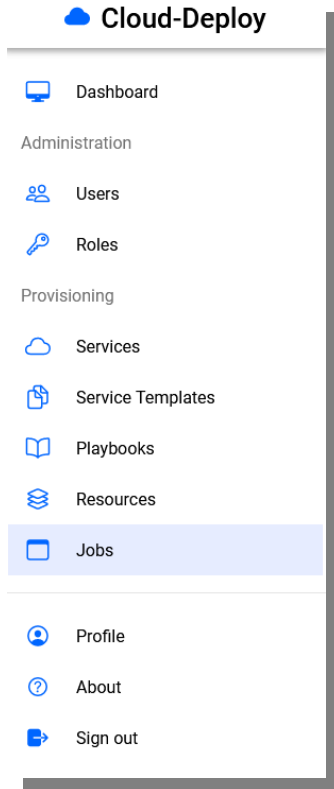 Cloud-Deploy
Dashboard
Administration
Users
Roles
Provisioning
Services
Service Templates
Playbooks
Resources
Jobs
Profile
About
Sign out